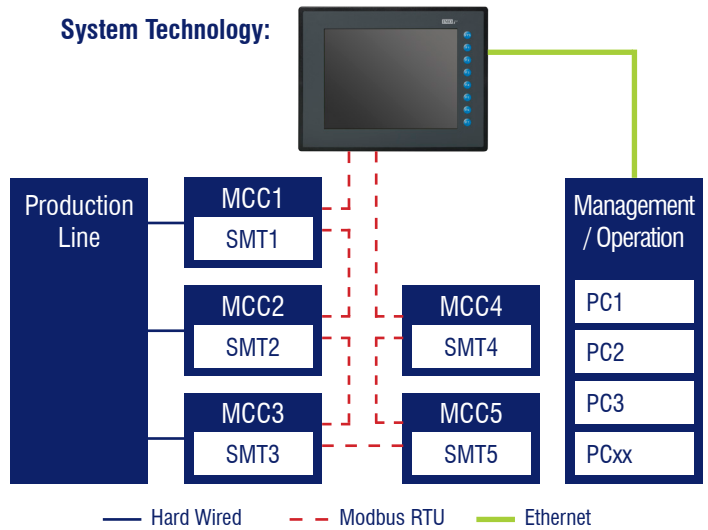 System Technology:
Production
Line
MCC1
SMT1
MCC2
SMT2
MCC3
SMT3
MCC4
SMT4
MCC5
SMT5
Management
/ Operation
PC1
PC2
PC3
PCxx
Hard Wired
Modbus RTU
Ethernet